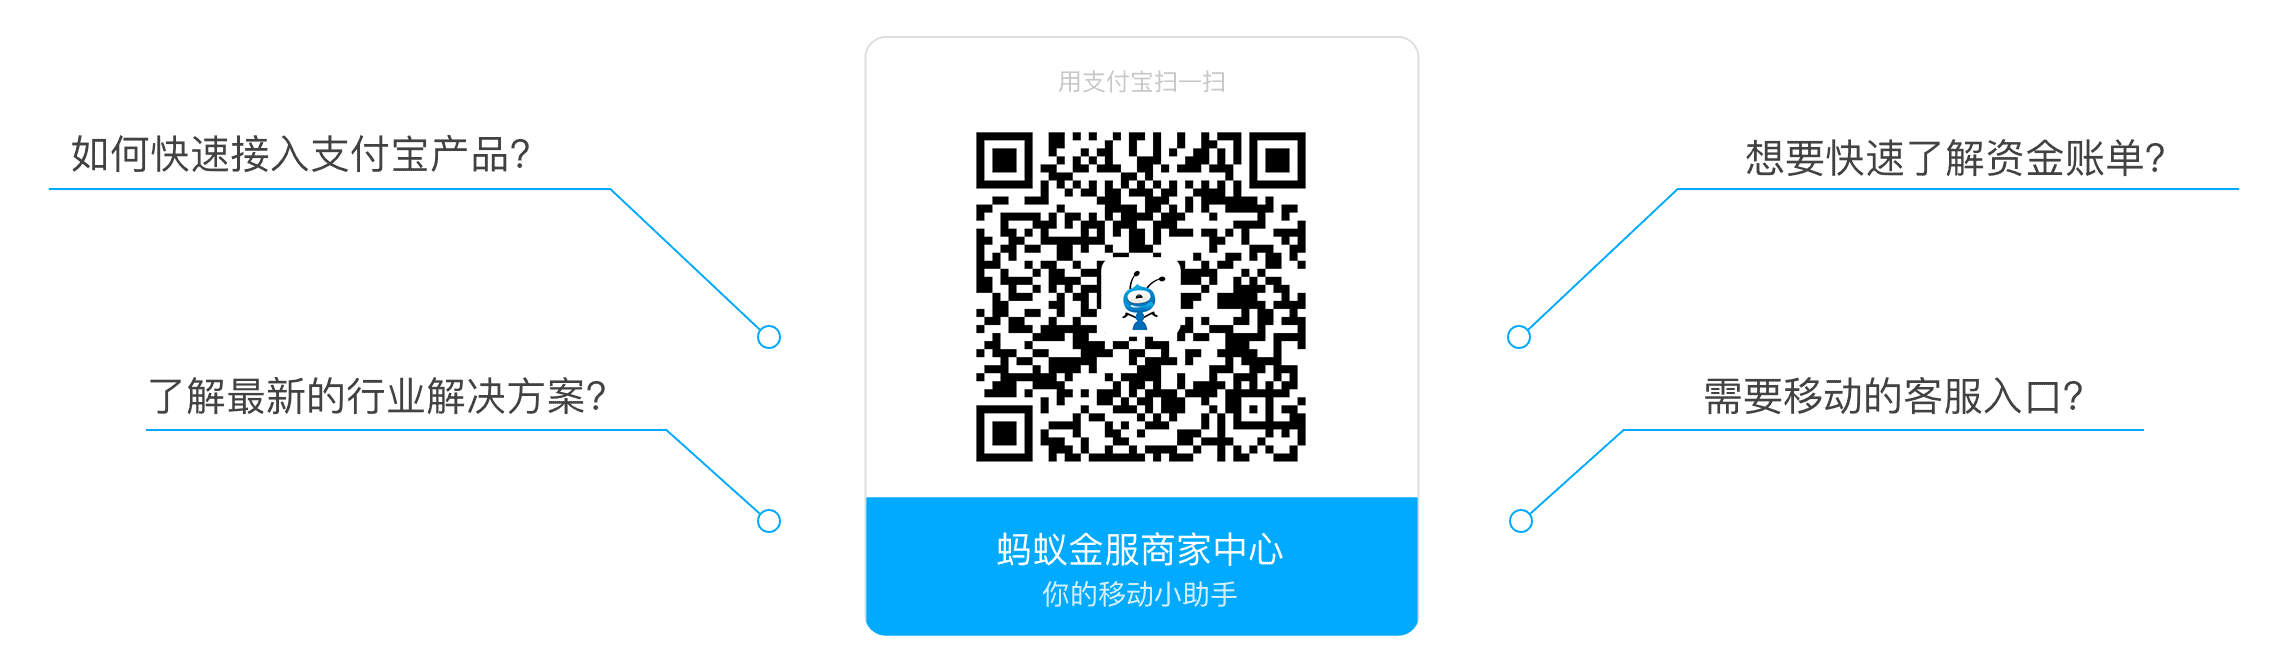 用支付宝扫一扫
如何快速接入支付宝产品?
想要快速了解资金账单?
了解最新的行业解决方案?
需要移动的客服入口?
蚂蚁金服商家中心
你的移动小助手